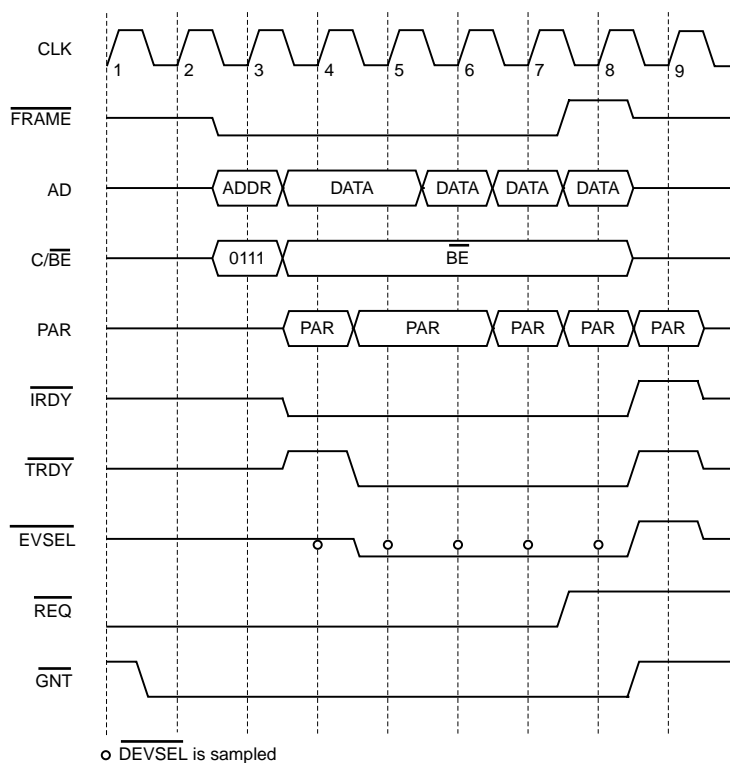 CLK
1 2 3 4 5 6 7 8 9
FRAME
AD ADDR DATA DATA DATA DATA
C/BE 0111 BE
PAR PAR PAR PAR PAR PAR
IRDY
TRDY
EVSEL
REQ
GNT
DEVSEL is sampled